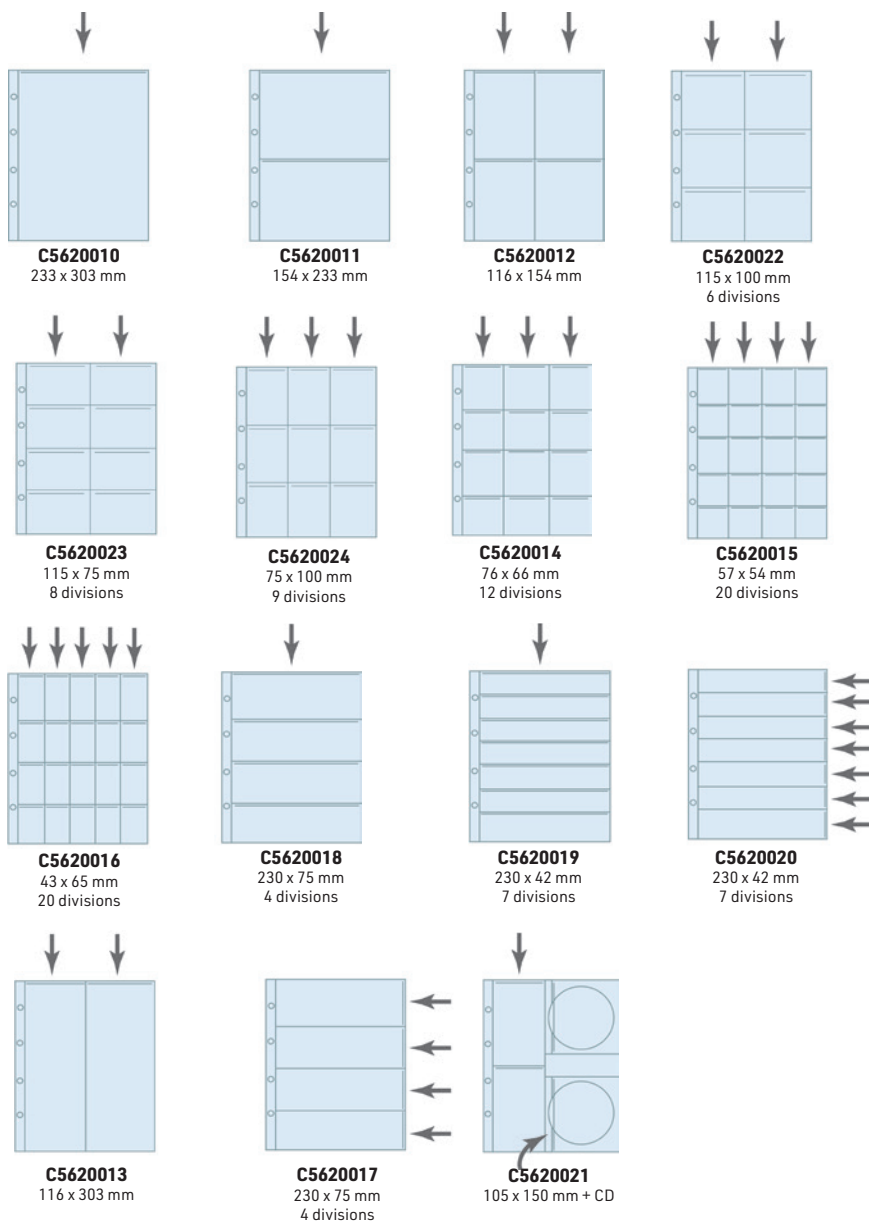 C5620010
233 x 303 mm
C5620011
154 x 233 mm
C5620012
116 x 154 mm
C5620022
115 x 100 mm
6 divisions
C5620023
115 x 75 mm
8 divisions
C5620024
75 x 100 mm
9 divisions
C5620014
76 x 66 mm
12 divisions
C5620015
57 x 54 mm
20 divisions
C5620016
43 x 65 mm
20 divisions
C5620018
230 x 75 mm
4 divisions
C5620019
230 x 42 mm
7 divisions
C5620020
230 x 42 mm
7 divisions
C5620013
116 x 303 mm
C5620017
230 x 75 mm
4 divisions
C5620021
105 x 150 mm + CD